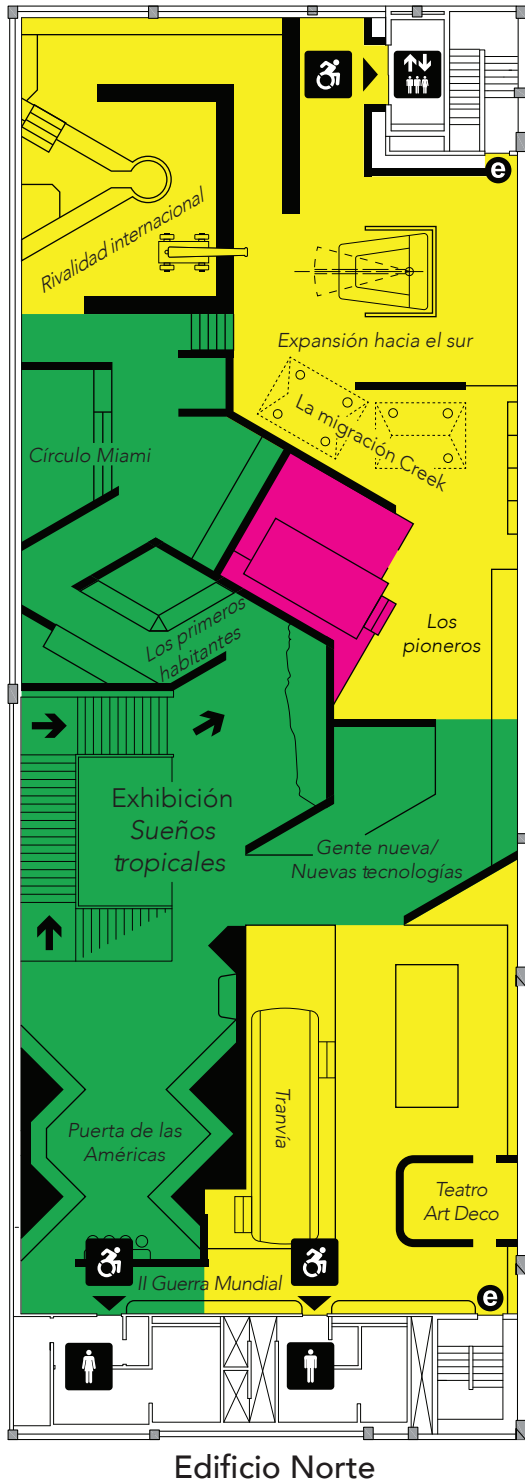 e
Rivalidad internacional
Expansión hacia el sur
La migración Creek
Círculo Miami
Los primeros
habitantes
Los
pioneros
Exhibición
Sueños
tropicales
Gente nueva/
Nuevas tecnologías
Tranvía
Puerta de las
Américas
Teatro
Art Deco
II Guerra Mundial
e
Edificio Norte